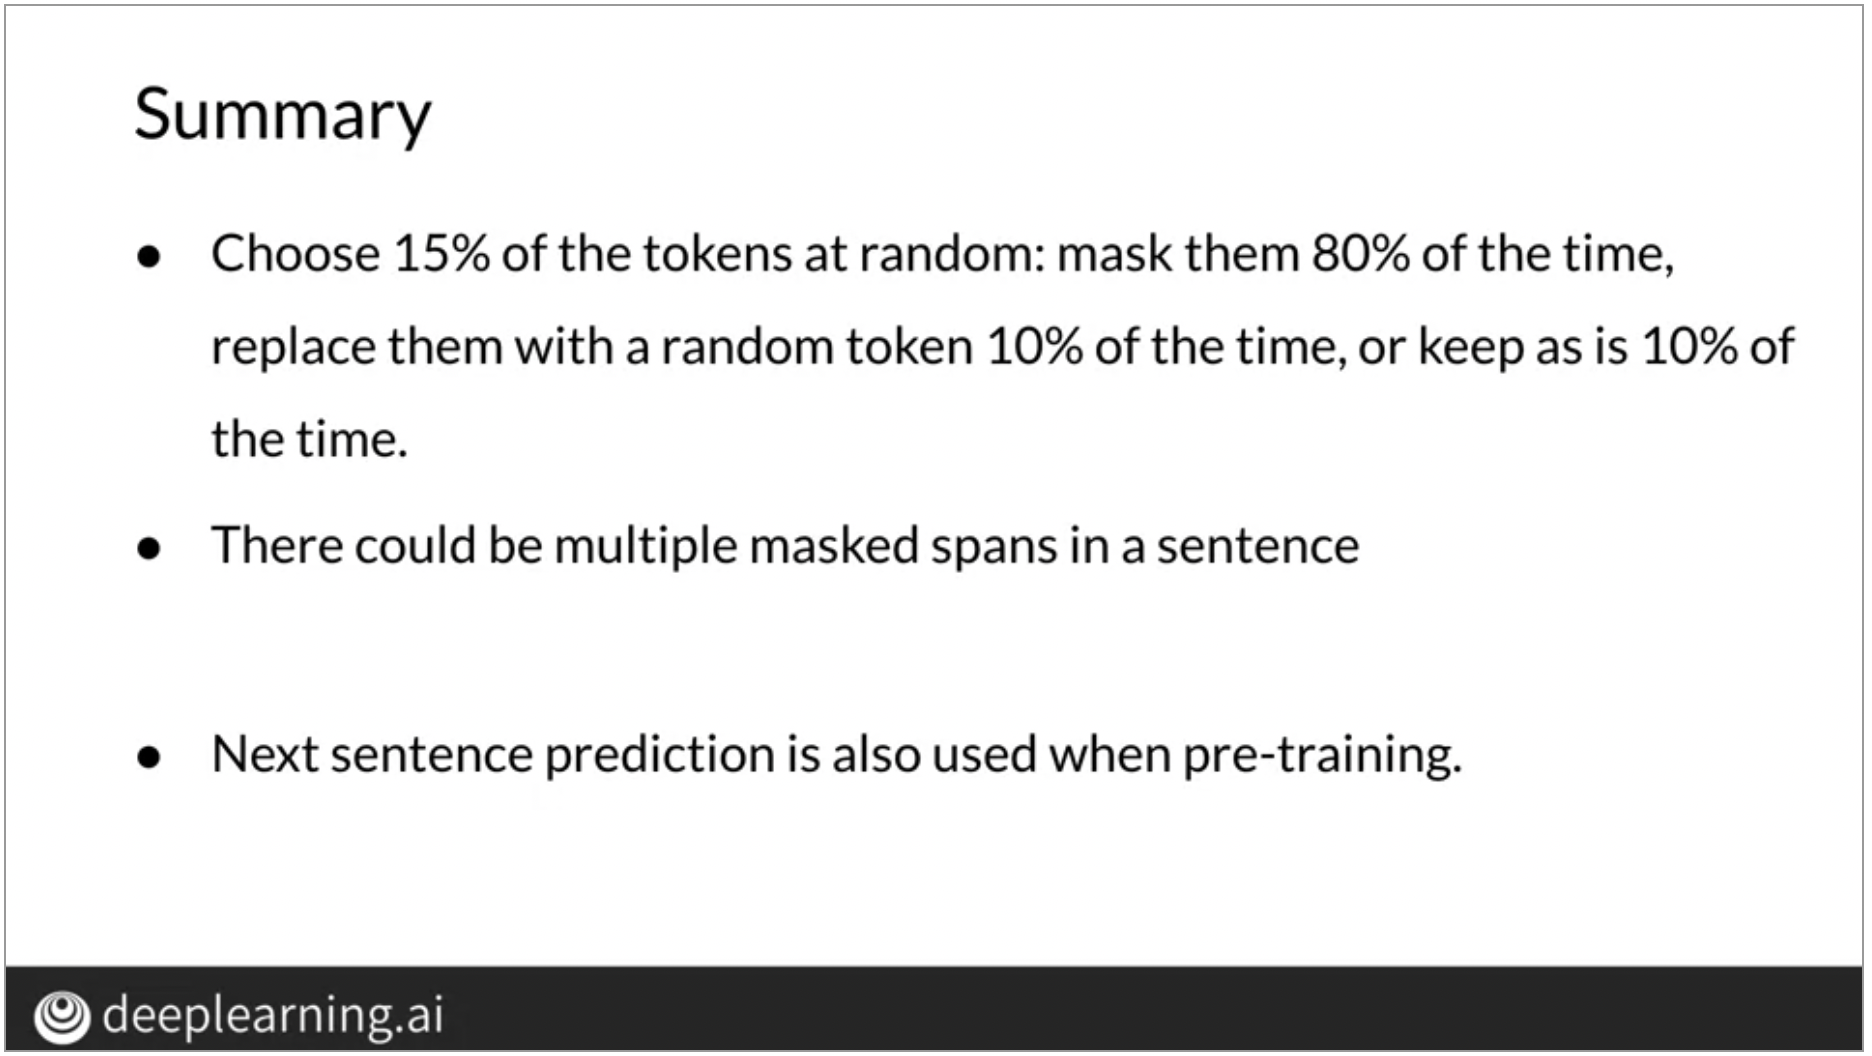 Summary
● Choose 15% of the tokens at random: mask them 80% of the time,
replace them with a random token 10% of the time, or keep as is 10% of
the time.
● There could be multiple masked spans in a sentence
● Next sentence prediction is also used when pre-training.
deeplearning.ai